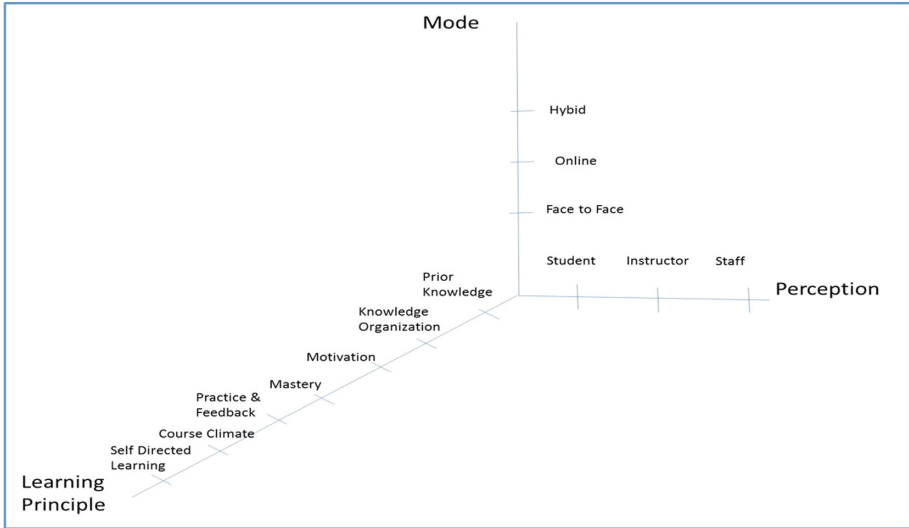 Mode
Hybid
Online
Face to Face
Student Instructor Staff
Perception
Prior
Knowledge
Knowledge
Organization
Motivation
Mastery
Practice &
Feedback
Course Climate
Self Directed
Learning
Learning
Principle